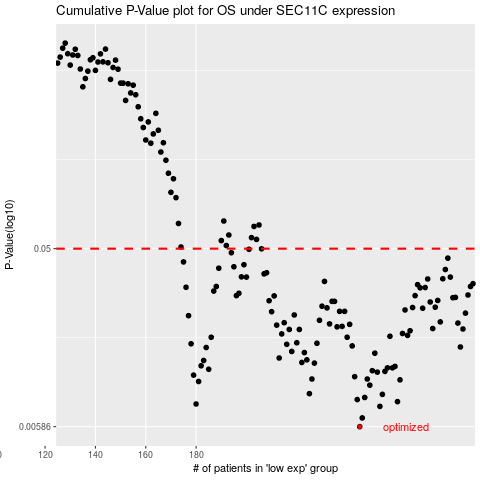 Cumulative P-Value plot for OS under SEC11C expression
P-Value(log10)
0.05
0.00586
optimized
0 120 140 160 180
# of patients in 'low exp' group